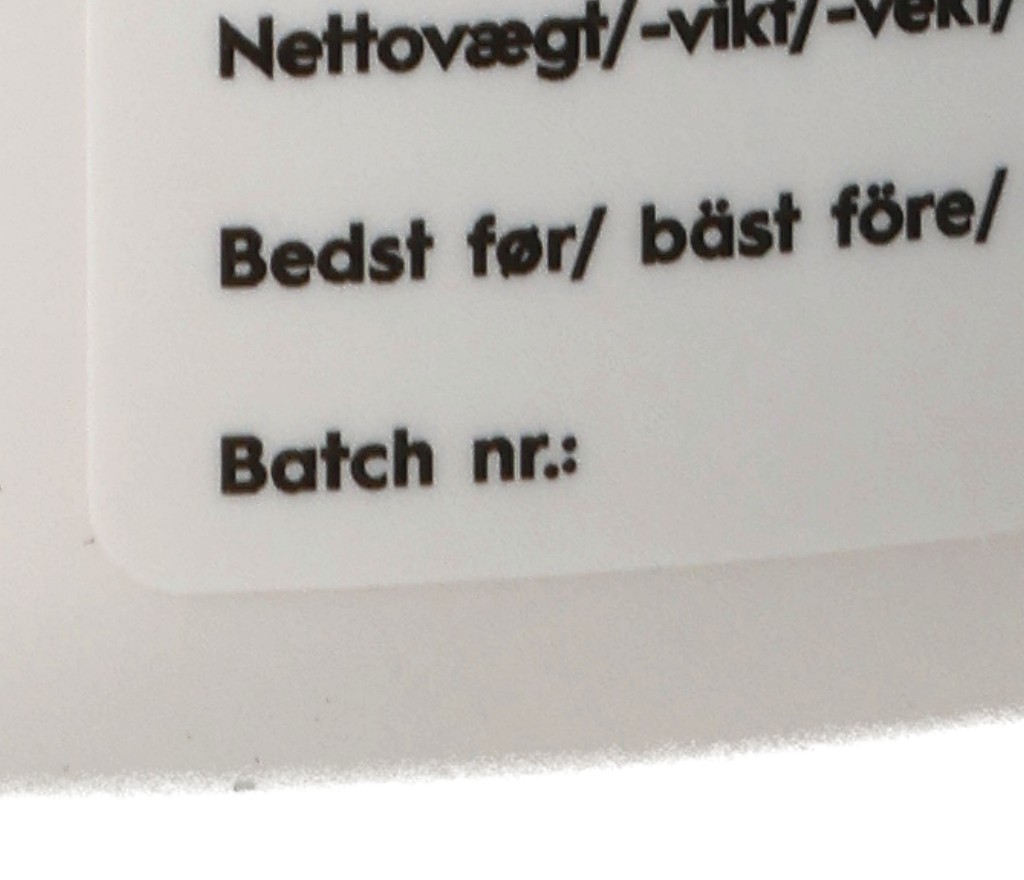 Nettovægt/-vikt/-vekt/
Bedst før/ bäst före/
Batch nr.: